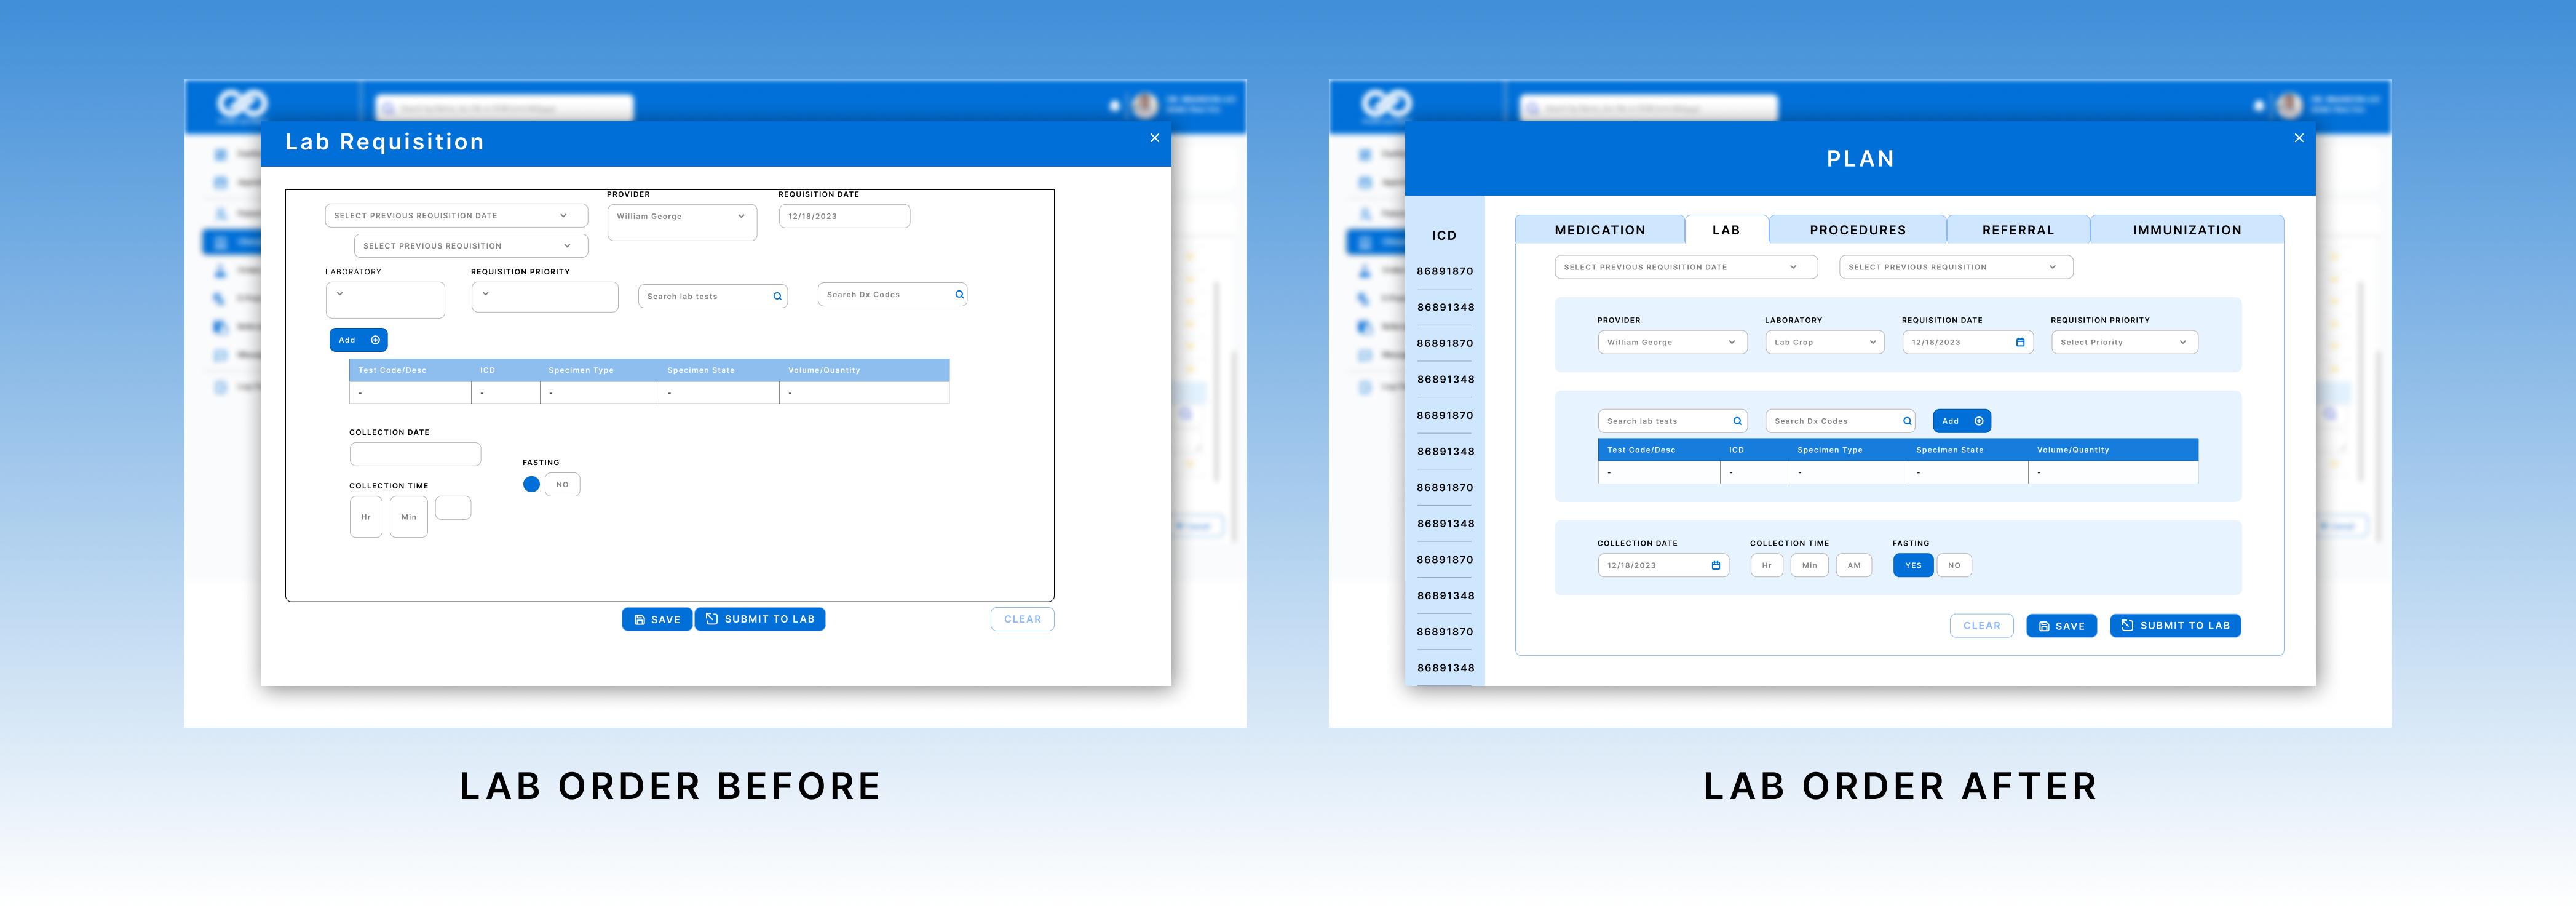 Lab Requisition
PROVIDER
REQUISITION DATE
SELECT PREVIOUS REQUISITION DATE
William George
12/18/2023
SELECT PREVIOUS REQUISITION
LABORATORY
REQUISITION PRIORITY
Search lab tests
Search Dx Codes
Add
Test Code/Desc ICD Specimen Type Specimen State Volume/Quantity
- - - - -
COLLECTION DATE
FASTING
NO
COLLECTION TIME
Hr Min
SAVE
SUBMIT TO LAB
CLEAR
LAB ORDER BEFORE
PLAN
ICD
86891870
86891348
86891870
86891348
86891870
86891348
86891870
86891348
86891870
86891348
86891870
86891348
MEDICATION LAB PROCEDURES REFERRAL IMMUNIZATION
SELECT PREVIOUS REQUISITION DATE
SELECT PREVIOUS REQUISITION
PROVIDER LABORATORY REQUISITION DATE REQUISITION PRIORITY
William George Lab Crop 12/18/2023 Select Priority
Search lab tests
Search Dx Codes
Add
Test Code/Desc ICD Specimen Type Specimen State Volume/Quantity
- - - - -
COLLECTION DATE COLLECTION TIME FASTING
12/18/2023 Hr Min AM YES NO
CLEAR
SAVE
SUBMIT TO LAB
LAB ORDER AFTER